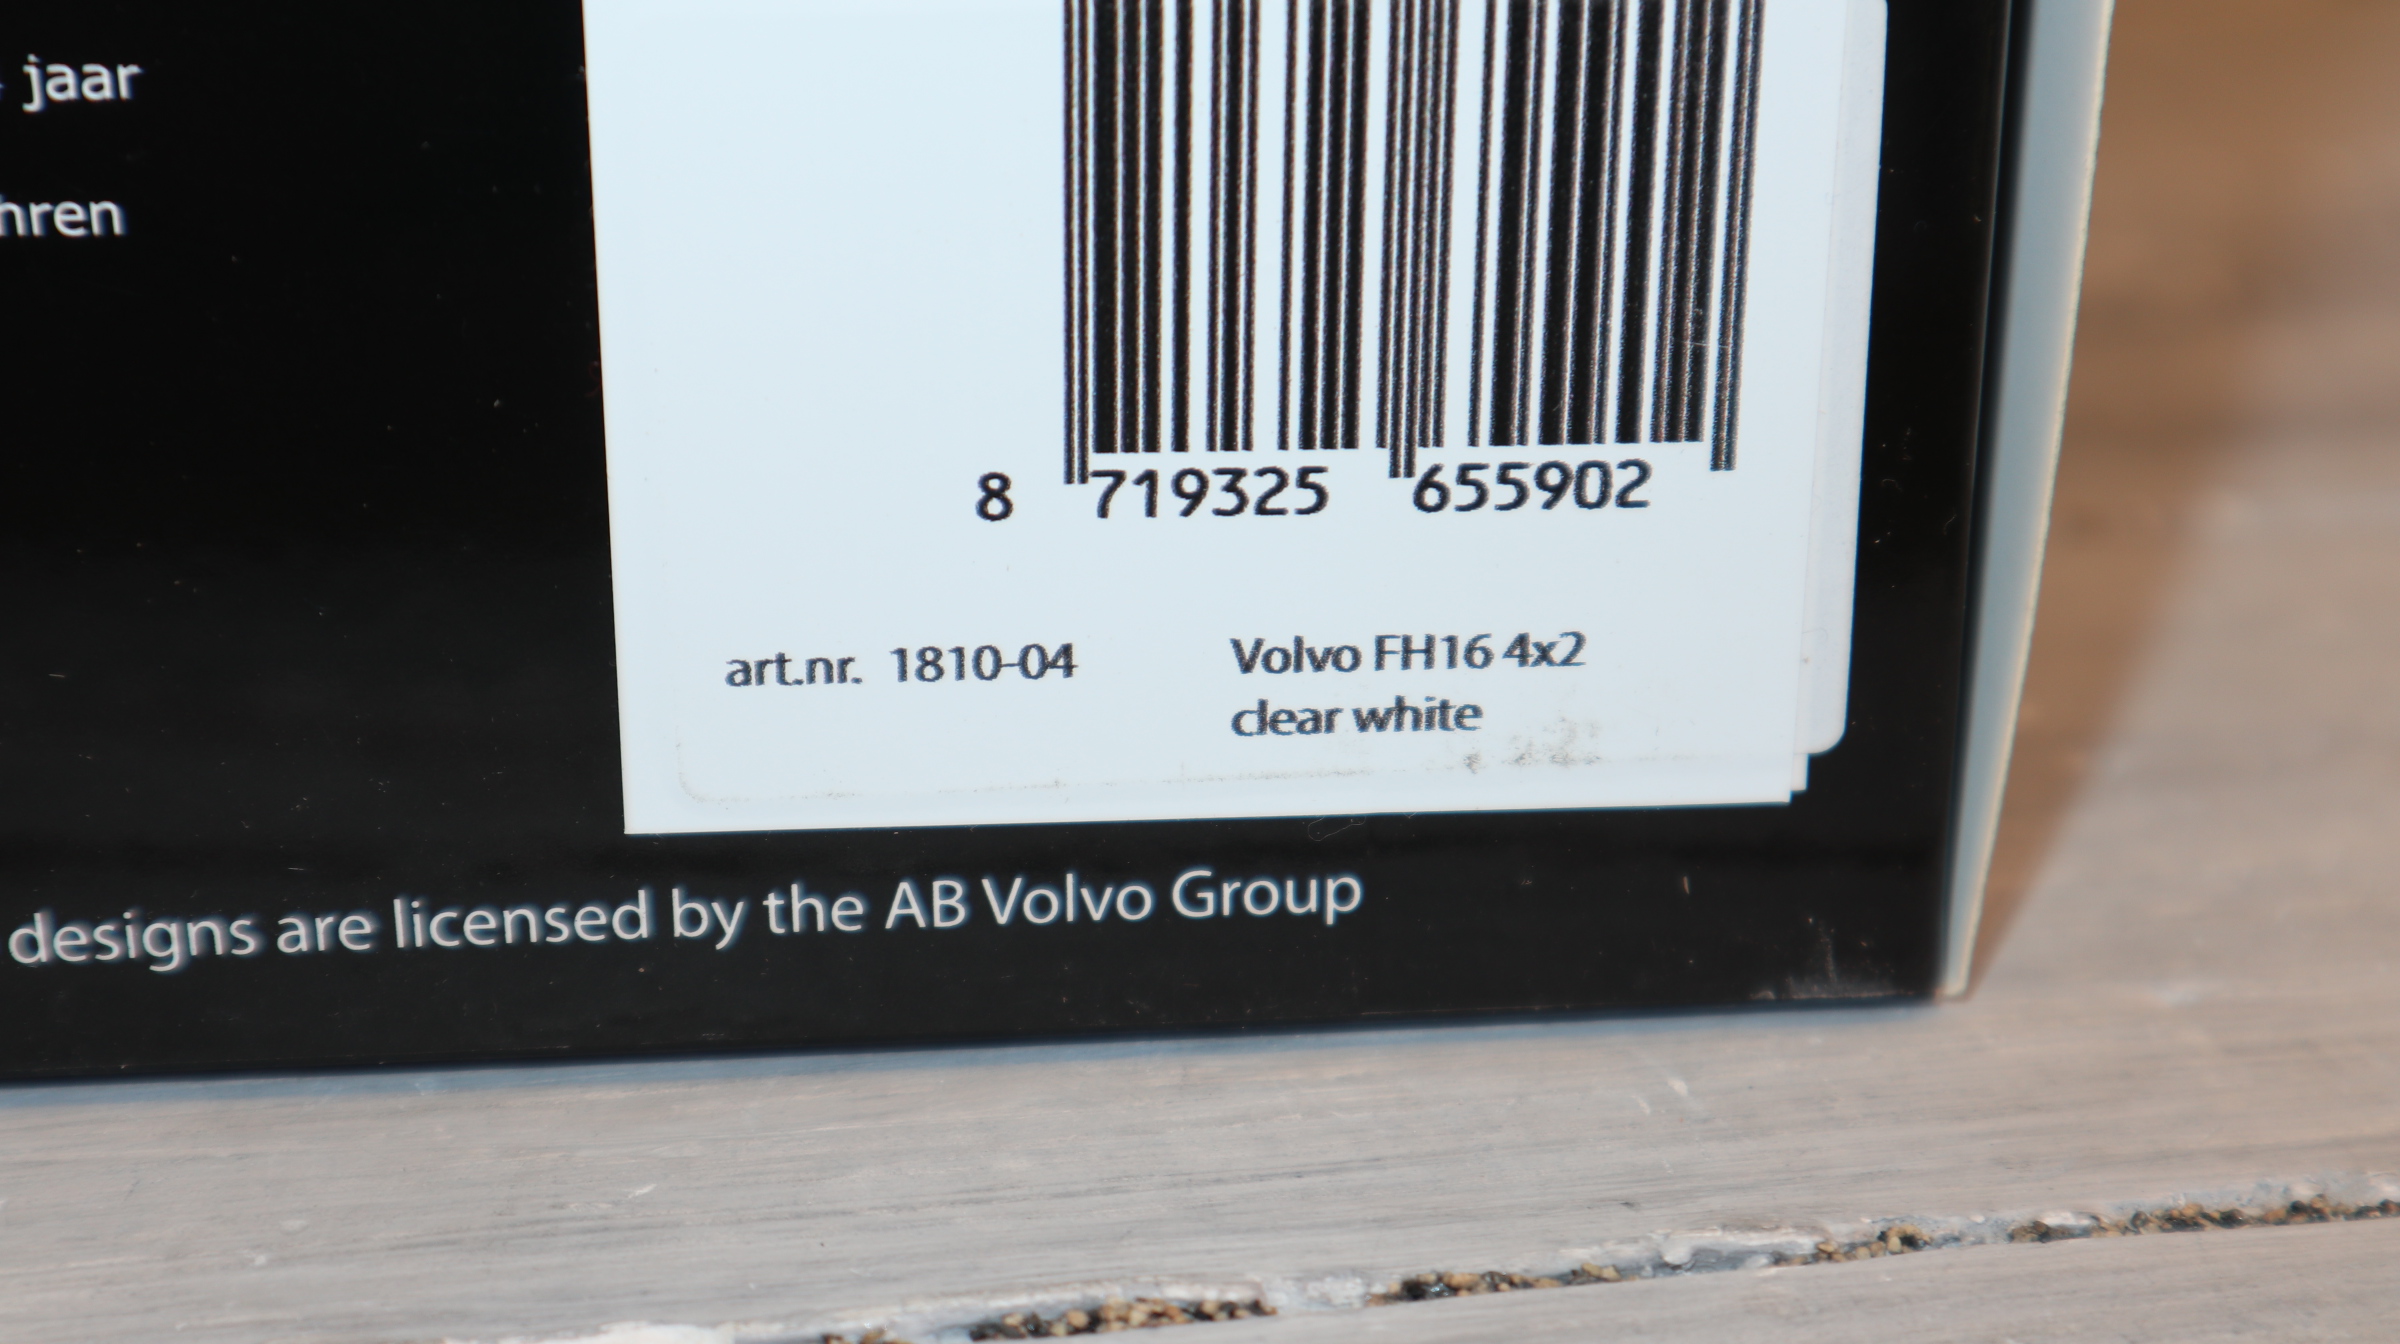 jaar
hren
8 719325 655902
art.nr. 1810-04
Volvo FH16 4x2
clear white
designs are licensed by the AB Volvo Group